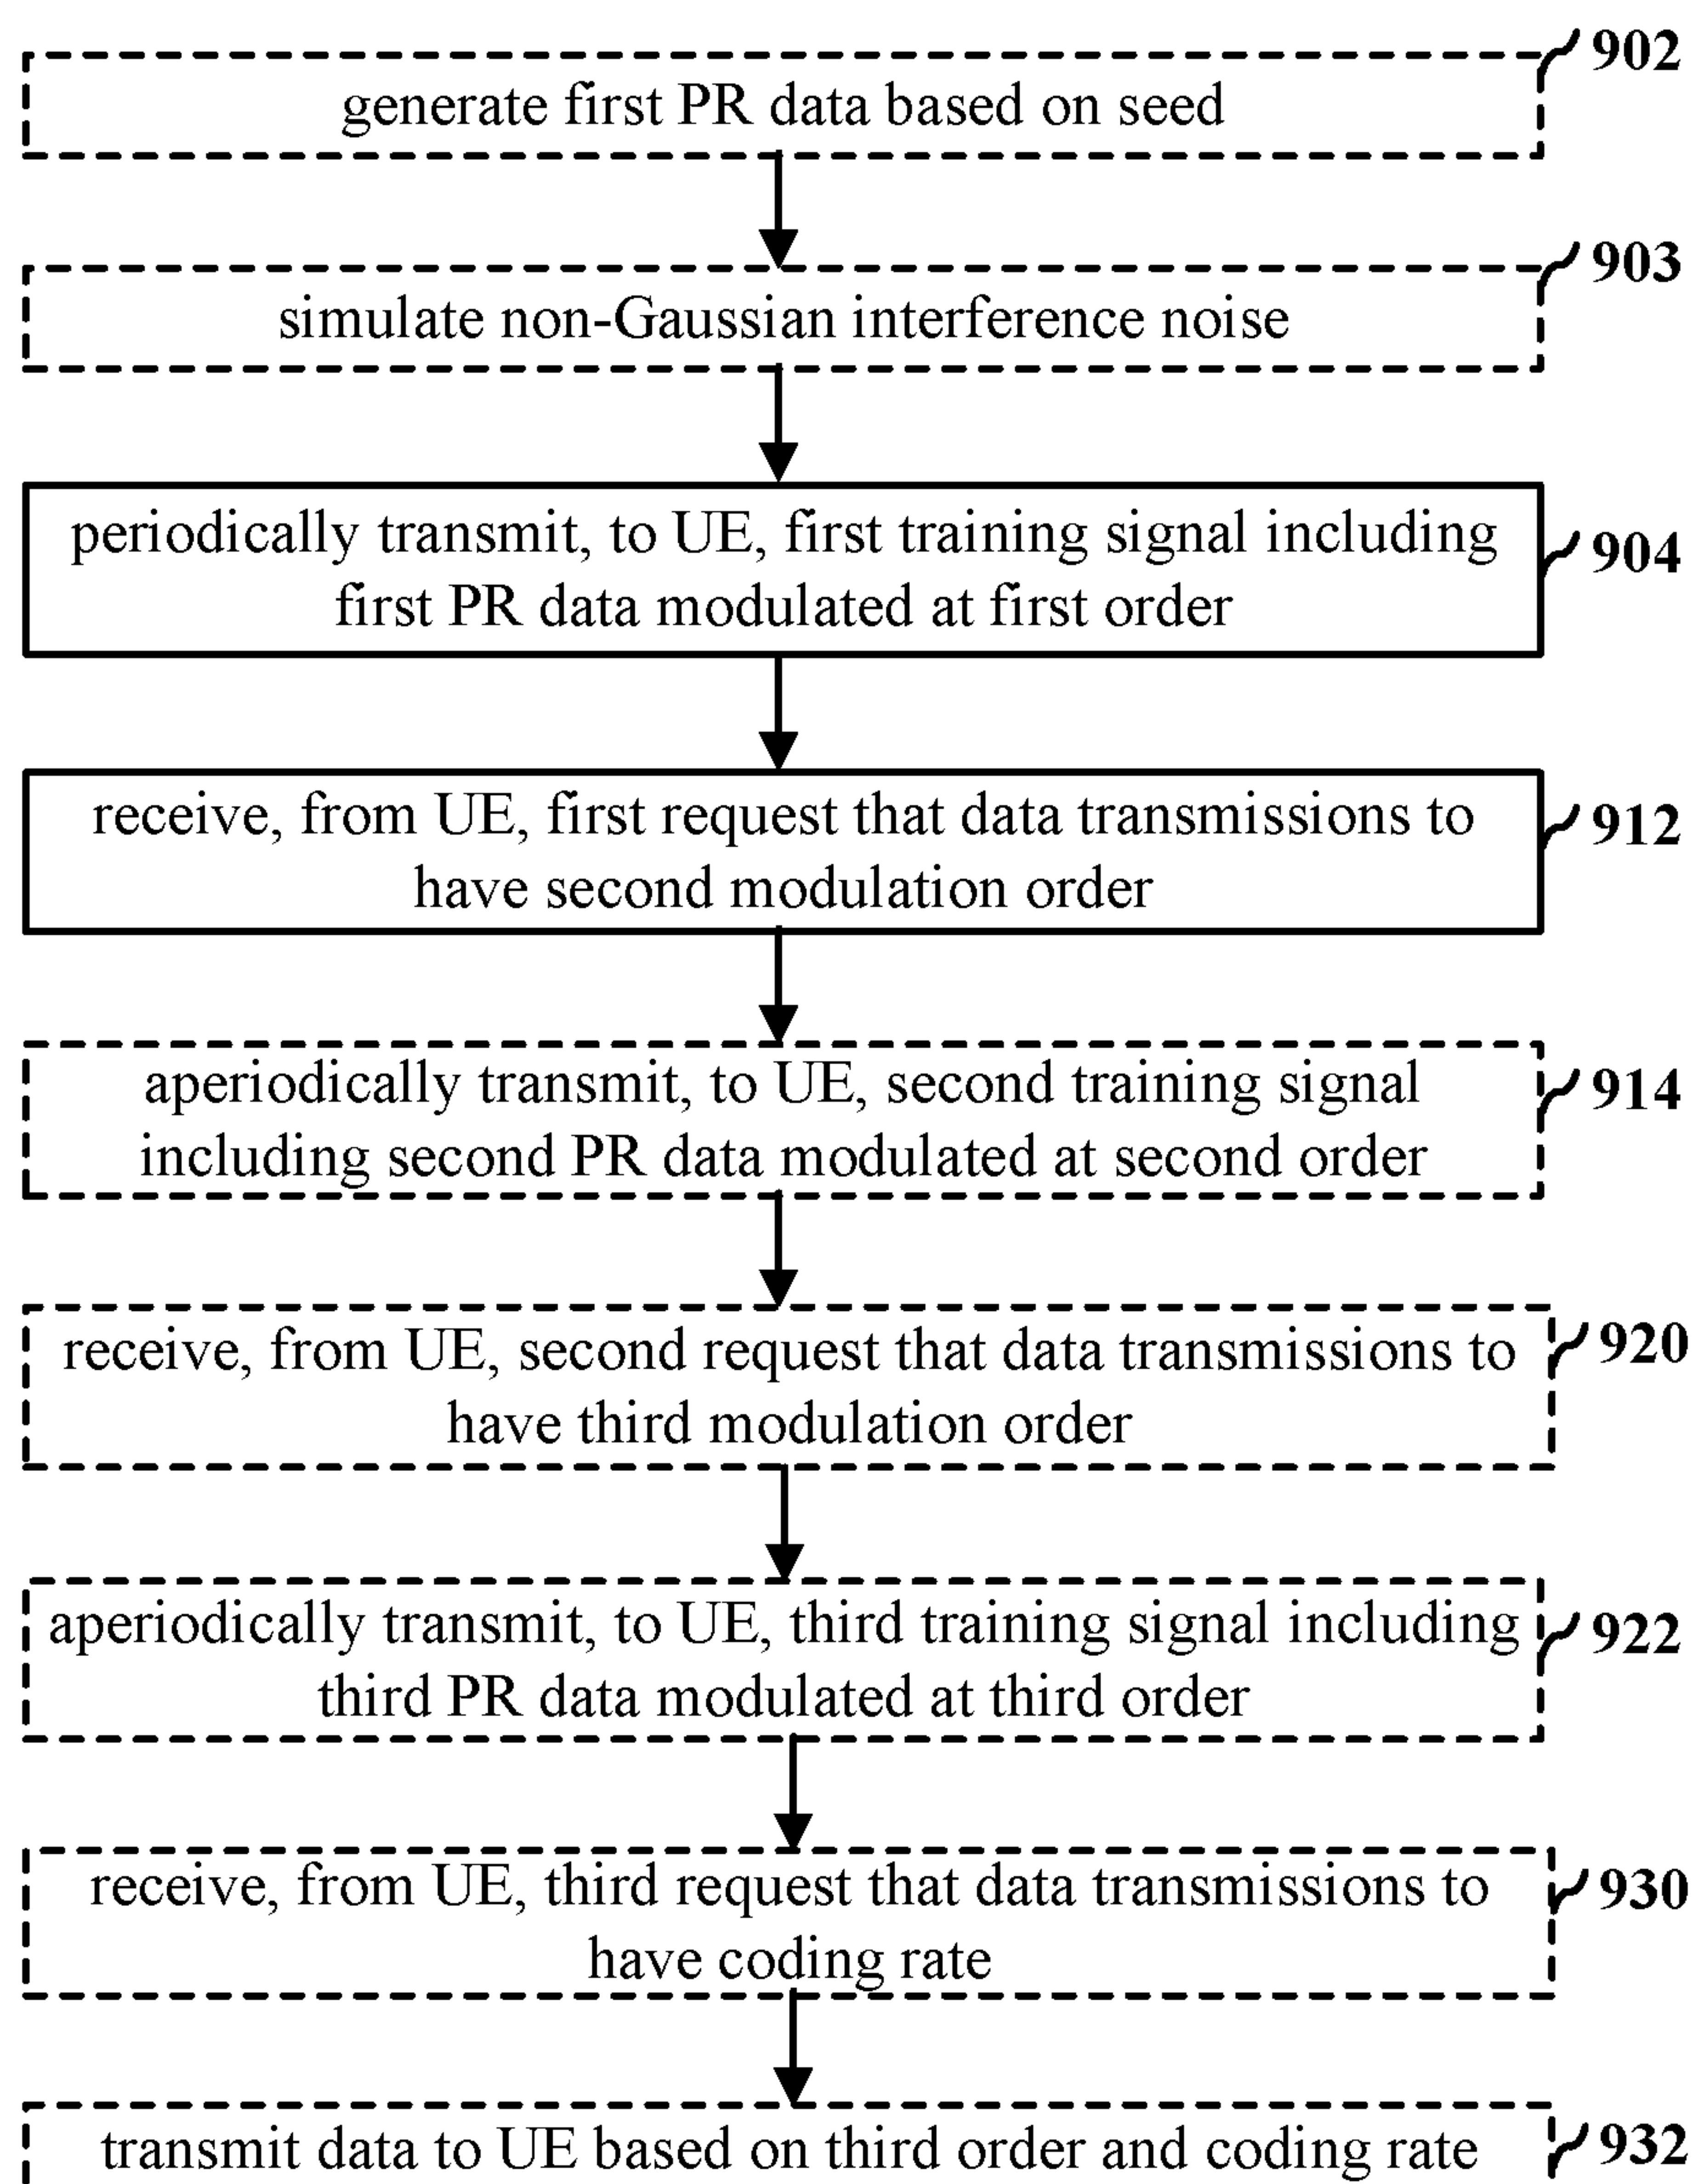 902
generate first PR data based on seed
903
simulate non-Gaussian interference noise
periodically transmit, to UE, first training signal including
904
first PR data modulated at first order
receive, from UE, first request that data transmissions to
912
have second modulation order
aperiodically transmit, to UE, second training signal
914
including second PR data modulated at second order
receive, from UE, second request that data transmissions to
920
have third modulation order
aperiodically transmit, to UE, third training signal including
922
third PR data modulated at third order
receive, from UE, third request that data transmissions to
930
have coding rate
transmit data to UE based on third order and coding rate
932